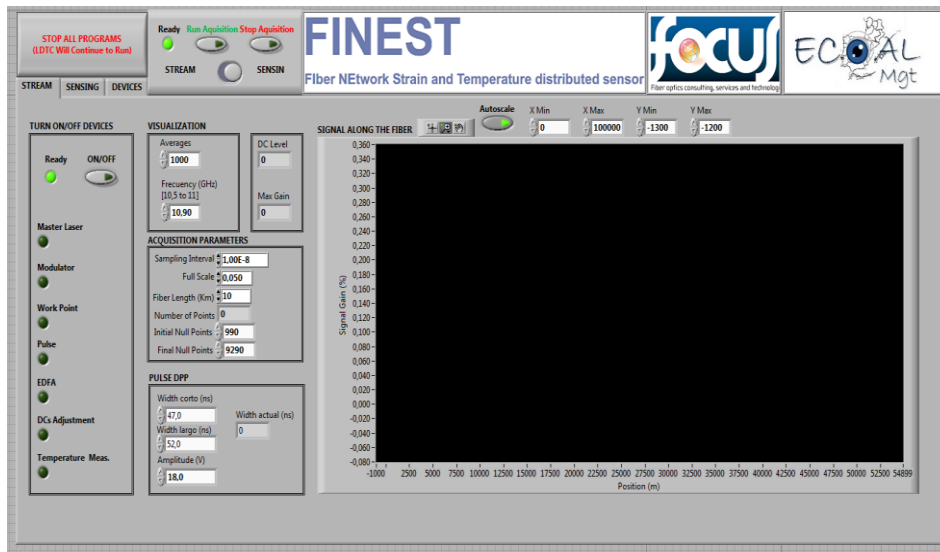 STOP ALL PROGRAMS
(LDTC Will Continue to Run)
Ready Run Aquisition Stop Aquisition
STREAM SENSIN
FINEST
FIber NEtwork Strain and Temperature distributed sensor
focus
Fiber optics consulting, services and technology
ECOAL
Mgt
STREAM SENSING DEVICES
TURN ON/OFF DEVICES
Ready ON/OFF
Master Laser
Modulator
Work Point
Pulse
EDFA
DCs Adjustment
Temperature Meas.
VISUALIZATION
Averages
1000
Frecuency (GHz)
[10,5 to 11]
10,90
DC Level
0
Max Gain
0
ACQUISITION PARAMETERS
Sampling Interval 1,00E-8
Full Scale 0,050
Fiber Length (Km) 10
Number of Points 0
Initial Null Points 990
Final Null Points 9290
PULSE DPP
Width corto (ns)
47,0
Width largo (ns)
52,0
Amplitude (V)
18,0
Width actual (ns)
0
SIGNAL ALONG THE FIBER
Autoscale X Min X Max Y Min Y Max
0 100000 -1300 -1200
0,360
0,340
0,320
0,300
0,280
0,260
0,240
0,220
0,200
0,180
0,160
0,140
0,120
0,100
0,080
0,060
0,040
0,020
0,000
-0,020
-0,040
-0,060
-0,080
Signal Gain (%)
-1000 2500 5000 7500 10000 12500 15000 17500 20000 22500 25000 27500 30000 32500 35000 37500 40000 42500 45000 47500 50000 52500 54899
Position (m)